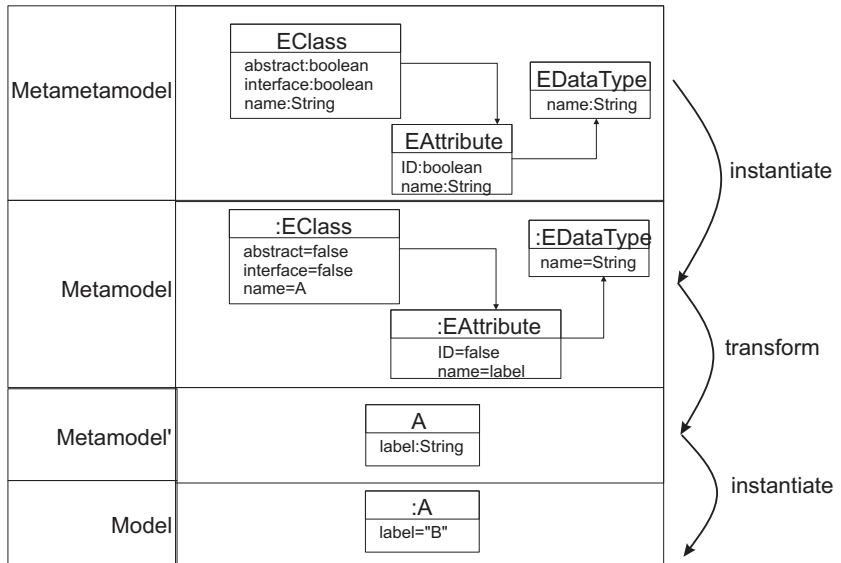 Metametamodel
EClass
abstract:boolean
interface:boolean
name:String
EAttribute
ID:boolean
name:String
EDataType
name:String
instantiate
Metamodel
:EClass
abstract=false
interface=false
name=A
:EAttribute
ID=false
name=label
:EDataType
name=String
transform
Metamodel'
A
label:String
instantiate
Model
:A
label="B"